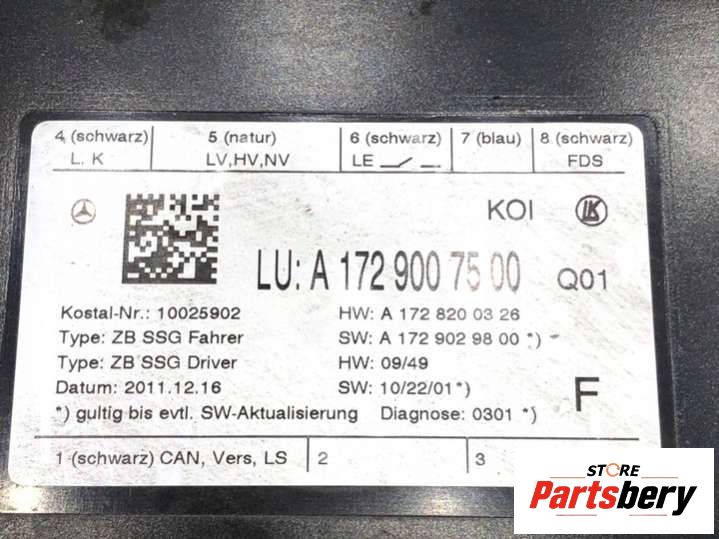 4 (schwarz) 5 (natur) 6 (schwarz) 7 (blau) 8 (schwarz)
L. K LV,HV,NV LE FDS
KOI LK
LU: A 172 900 75 00 Q01
Kostal-Nr.: 10025902 HW: A 172 820 03 26
Type: ZB SSG Fahrer SW: A 172 902 98 00 *)
Type: ZB SSG Driver HW: 09/49
Datum: 2011.12.16 SW: 10/22/01 *) F
*) gultig bis evtl. SW-Aktualisierung Diagnose: 0301 *)
1 (schwarz) CAN, Vers, LS 2 3
STORE
Partsbery